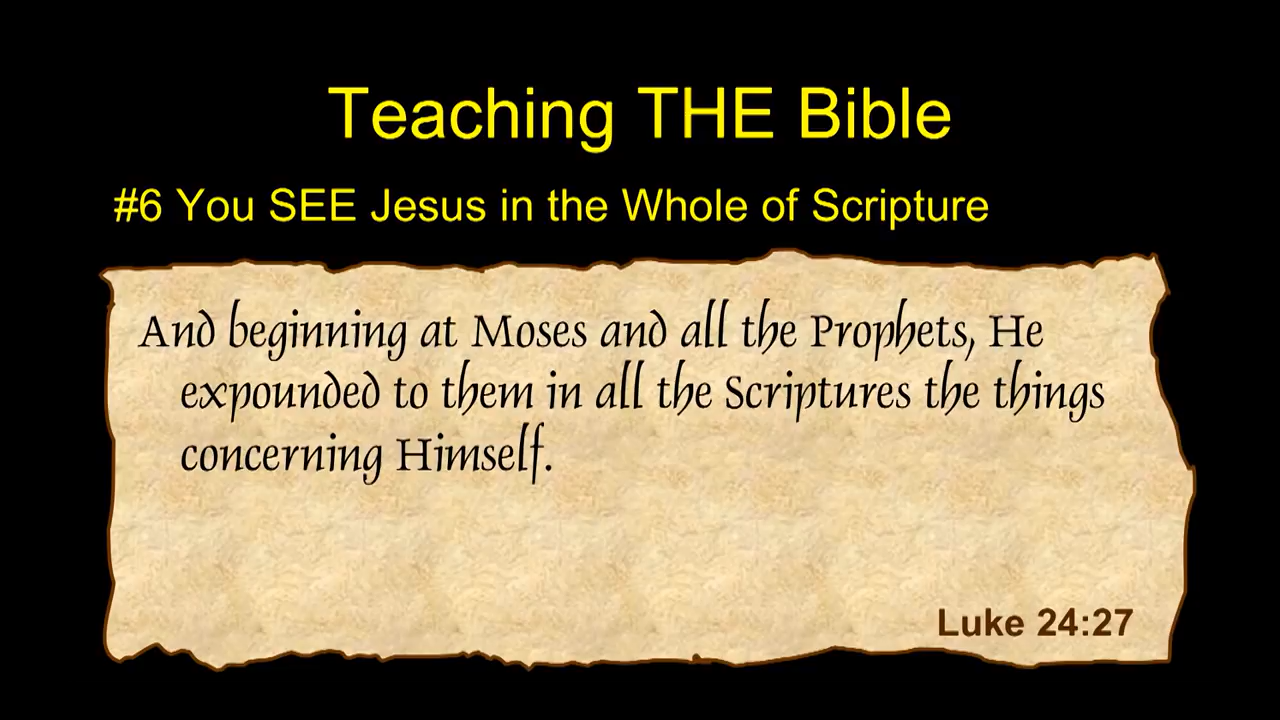 Teaching THE Bible
#6 You SEE Jesus in the Whole of Scripture
And beginning at Moses and all the Prophets, He
expounded to them in all the Scriptures the things
concerning Himself.
Luke 24:27